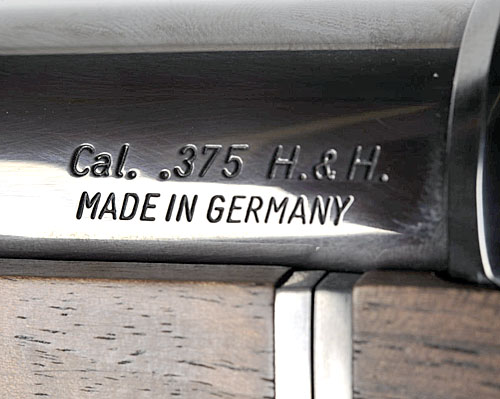 Cal. .375 H.&H.
MADE IN GERMANY